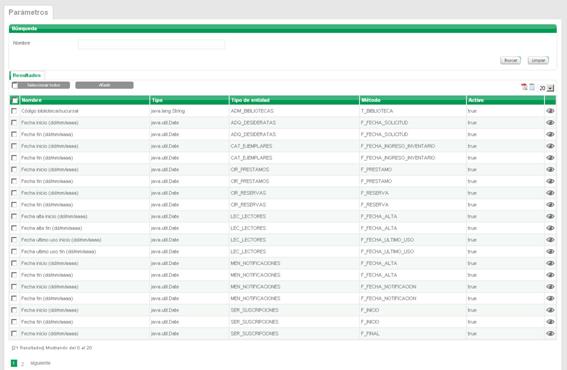 Parámetros
Búsqueda
Nombre
Buscar Limpiar
Resultados
Seleccionar todos Añadir 20
Nombre Tipo Tipo de entidad Método Activo
Código biblioteca/sucursal java.lang.String ADM_BIBLIOTECAS T_BIBLIOTECA true
Fecha inicio (dd/mm/aaaa) java.util.Date ADQ_DESIDERATAS F_FECHA_SOLICITUD true
Fecha fin (dd/mm/aaaa) java.util.Date ADQ_DESIDERATAS F_FECHA_SOLICITUD true
Fecha inicio (dd/mm/aaaa) java.util.Date CAT_EJEMPLARES F_FECHA_INGRESO_INVENTARIO true
Fecha fin (dd/mm/aaaa) java.util.Date CAT_EJEMPLARES F_FECHA_INGRESO_INVENTARIO true
Fecha inicio (dd/mm/aaaa) java.util.Date CIR_PRESTAMOS F_PRESTAMO true
Fecha fin (dd/mm/aaaa) java.util.Date CIR_PRESTAMOS F_PRESTAMO true
Fecha inicio (dd/mm/aaaa) java.util.Date CIR_RESERVAS F_RESERVA true
Fecha fin (dd/mm/aaaa) java.util.Date CIR_RESERVAS F_RESERVA true
Fecha alta inicio (dd/mm/aaaa) java.util.Date LEC_LECTORES F_FECHA_ALTA true
Fecha alta fin (dd/mm/aaaa) java.util.Date LEC_LECTORES F_FECHA_ALTA true
Fecha ultimo uso inicio (dd/mm/aaaa) java.util.Date LEC_LECTORES F_FECHA_ULTIMO_USO true
Fecha ultimo uso fin (dd/mm/aaaa) java.util.Date LEC_LECTORES F_FECHA_ULTIMO_USO true
Fecha inicio (dd/mm/aaaa) java.util.Date MEN_NOTIFICACIONES F_FECHA_ALTA true
Fecha fin (dd/mm/aaaa) java.util.Date MEN_NOTIFICACIONES F_FECHA_ALTA true
Fecha inicio (dd/mm/aaaa) java.util.Date MEN_NOTIFICACIONES F_FECHA_NOTIFICACION true
Fecha fin (dd/mm/aaaa) java.util.Date MEN_NOTIFICACIONES F_FECHA_NOTIFICACION true
Fecha inicio (dd/mm/aaaa) java.util.Date SER_SUSCRIPCIONES F_INICIO true
Fecha fin (dd/mm/aaaa) java.util.Date SER_SUSCRIPCIONES F_INICIO true
Fecha inicio (dd/mm/aaaa) java.util.Date SER_SUSCRIPCIONES F_FINAL true
[21 Resultados] Mostrando del 0 al 20
1 2 siguiente